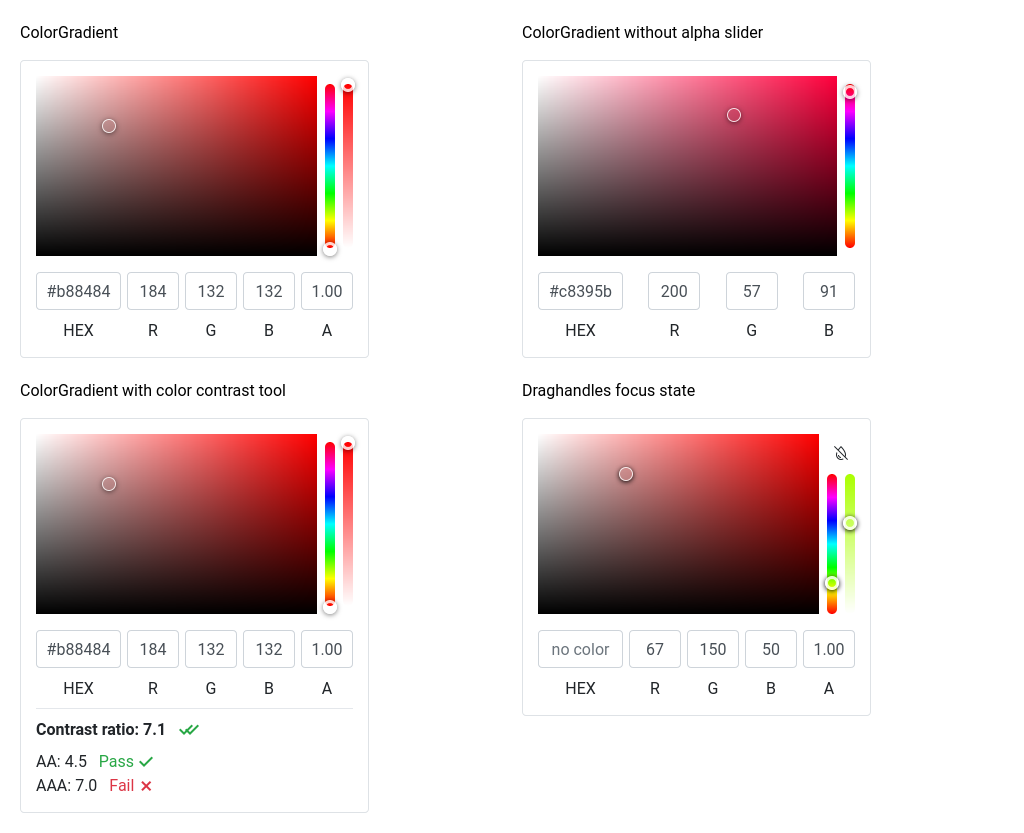 ColorGradient
#b88484 184 132 132 1.00
HEX R G B A
ColorGradient without alpha slider
#c8395b 200 57 91
HEX R G B
ColorGradient with color contrast tool
#b88484 184 132 132 1.00
HEX R G B A
Contrast ratio: 7.1
AA: 4.5 Pass
AAA: 7.0 Fail
Draghandles focus state
no color 67 150 50 1.00
HEX R G B A